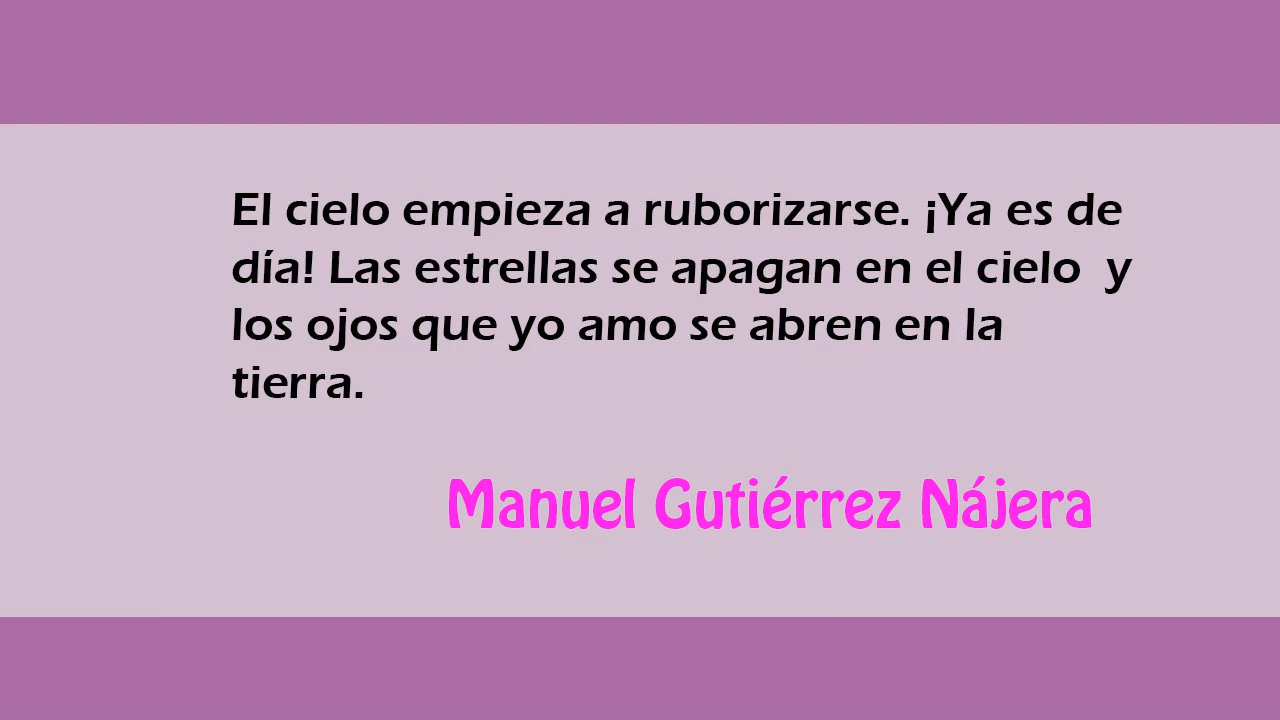 El cielo empieza a ruborizarse. ¡Ya es de
día! Las estrellas se apagan en el cielo  y
los ojos que yo amo se abren en la
tierra.
Manuel Gutiérrez Nájera